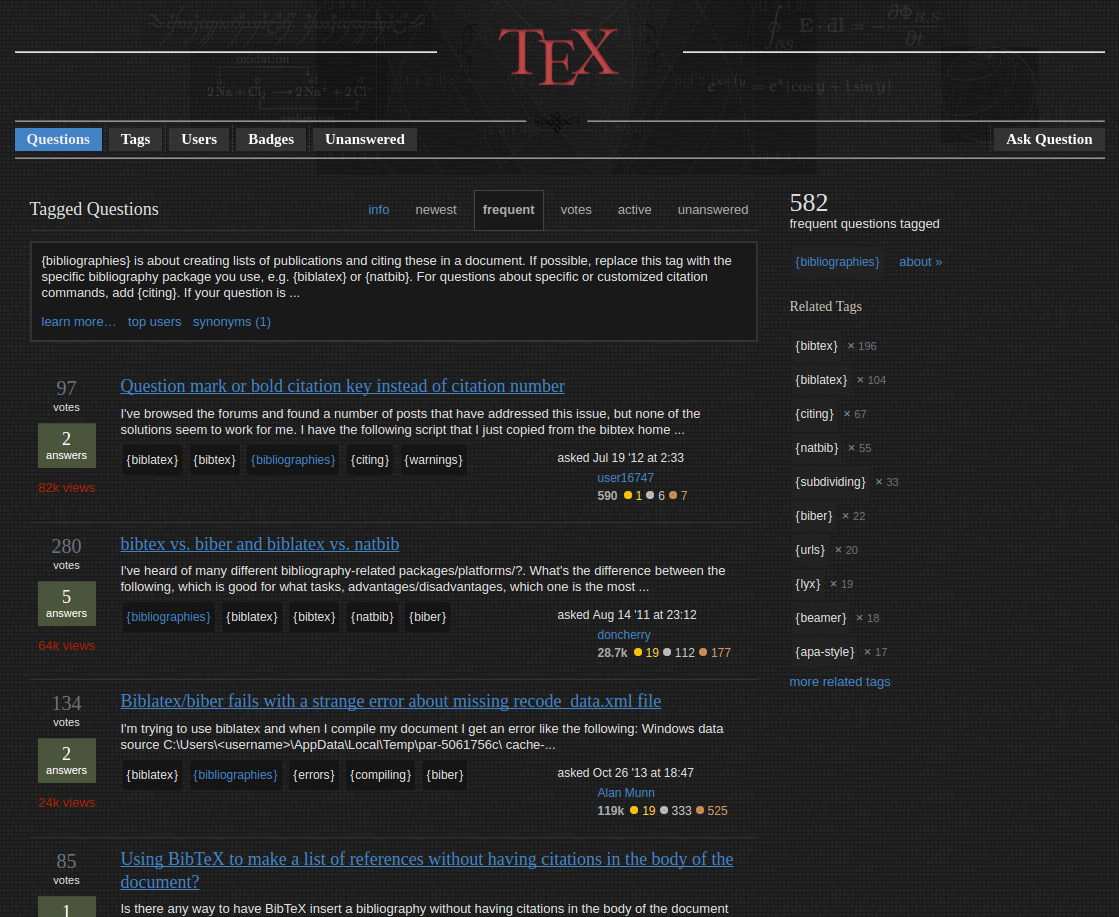 TEX
oxidation
2 Na + Cl2 ⟶ 2 Na+ + 2 Cl−
reduction
E · dl = −
∂ΦB,S
∂t
∂S
Questions Tags Users Badges Unanswered Ask Question
Tagged Questions info newest frequent votes active unanswered
{bibliographies} is about creating lists of publications and citing these in a document. If possible, replace this tag with the
specific bibliography package you use, e.g. {biblatex} or {natbib}. For questions about specific or customized citation
commands, add {citing}. If your question is ...
learn more… top users synonyms (1)
97
votes
2
answers
82k views
Question mark or bold citation key instead of citation number
I've browsed the forums and found a number of posts that have addressed this issue, but none of the
solutions seem to work for me. I have the following script that I just copied from the bibtex home ...
{biblatex} {bibtex} {bibliographies} {citing} {warnings}
asked Jul 19 '12 at 2:33
user16747
590 1 6 7
280
votes
5
answers
64k views
bibtex vs. biber and biblatex vs. natbib
I've heard of many different bibliography-related packages/platforms/?. What's the difference between the
following, which is good for what tasks, advantages/disadvantages, which one is the most ...
{bibliographies} {biblatex} {bibtex} {natbib} {biber}
asked Aug 14 '11 at 23:12
doncherry
28.7k 19 112 177
134
votes
2
answers
24k views
Biblatex/biber fails with a strange error about missing recode_data.xml file
I'm trying to use biblatex and when I compile my document I get an error like the following: Windows data
source C:\Users\<username>\AppData\Local\Temp\par-5061756c\ cache-...
{biblatex} {bibliographies} {errors} {compiling} {biber}
asked Oct 26 '13 at 18:47
Alan Munn
119k 19 333 525
85
votes
1
Using BibTeX to make a list of references without having citations in the body of the
document?
Is there any way to have BibTeX insert a bibliography without having citations in the body of the document
582
frequent questions tagged
{bibliographies} about »
Related Tags
{bibtex} × 196
{biblatex} × 104
{citing} × 67
{natbib} × 55
{subdividing} × 33
{biber} × 22
{urls} × 20
{lyx} × 19
{beamer} × 18
{apa-style} × 17
more related tags